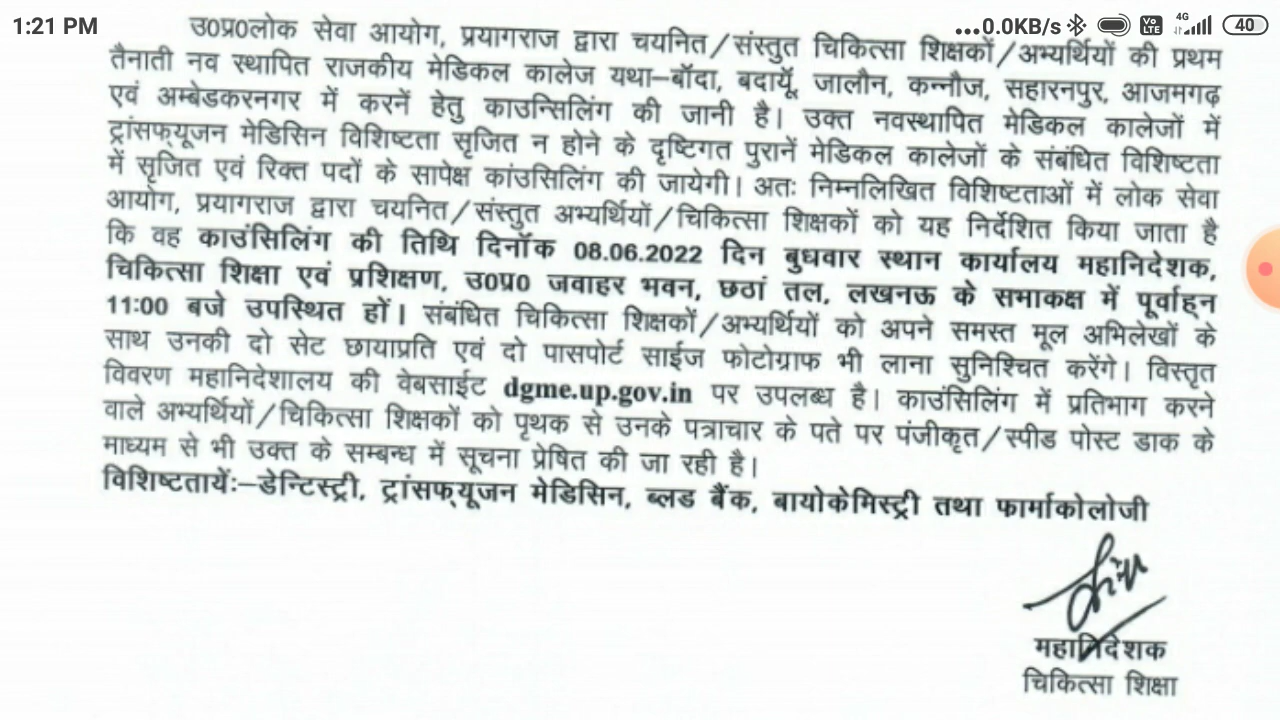 1:21 PM ...0.0KB/s Vo LTE 4G 40
उ0प्र0लोक सेवा आयोग, प्रयागराज द्वारा चयनित/संस्तुत चिकित्सा शिक्षकों/अभ्यर्थियों की प्रथम
तैनाती नव स्थापित राजकीय मेडिकल कालेज यथा–बॉदा, बदायूँ, जालौन, कन्नौज, सहारनपुर, आजमगढ़
एवं अम्बेडकरनगर में करनें हेतु काउन्सिलिंग की जानी है। उक्त नवस्थापित मेडिकल कालेजों में
ट्रांसफ्यूजन मेडिसिन विशिष्टता सृजित न होने के दृष्टिगत पुरानें मेडिकल कालेजों के संबंधित विशिष्टता
में सृजित एवं रिक्त पदों के सापेक्ष कांउसिलिंग की जायेगी। अतः निम्नलिखित विशिष्टताओं में लोक सेवा
आयोग, प्रयागराज द्वारा चयनित/संस्तुत अभ्यर्थियों/चिकित्सा शिक्षकों को यह निर्देशित किया जाता है
कि वह काउंसिलिंग की तिथि दिनॉक 08.06.2022 दिन बुधवार स्थान कार्यालय महानिदेशक,
चिकित्सा शिक्षा एवं प्रशिक्षण, उ0प्र0 जवाहर भवन, छठां तल, लखनऊ के समाकक्ष में पूर्वाह्न
11:00 बजे उपस्थित हों। संबंधित चिकित्सा शिक्षकों/अभ्यर्थियों को अपने समस्त मूल अभिलेखों के
साथ उनकी दो सेट छायाप्रति एवं दो पासपोर्ट साईज फोटोग्राफ भी लाना सुनिश्चित करेंगे। विस्तृत
विवरण महानिदेशालय की वेबसाईट dgme.up.gov.in पर उपलब्ध है। काउंसिलिंग में प्रतिभाग करने
वाले अभ्यर्थियों/चिकित्सा शिक्षकों को पृथक से उनके पत्राचार के पते पर पंजीकृत/स्पीड पोस्ट डाक के
माध्यम से भी उक्त के सम्बन्ध में सूचना प्रेषित की जा रही है।
विशिष्टतायेंः–डेन्टिस्ट्री, ट्रांसफ्यूजन मेडिसिन, ब्लड बैंक, बायोकेमिस्ट्री तथा फार्माकोलोजी
महानिदेशक
चिकित्सा शिक्षा